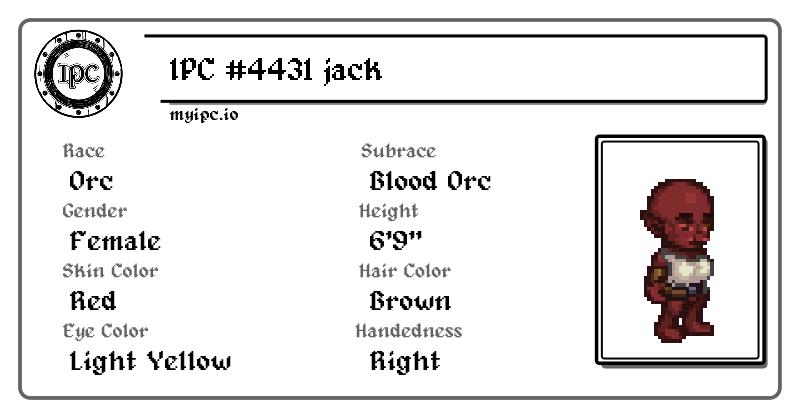 IPC
IPC #4431 jack
myipc.io
Race
Orc
Subrace
Blood Orc
Gender
Female
Height
6'9"
Skin Color
Red
Hair Color
Brown
Eye Color
Light Yellow
Handedness
Right